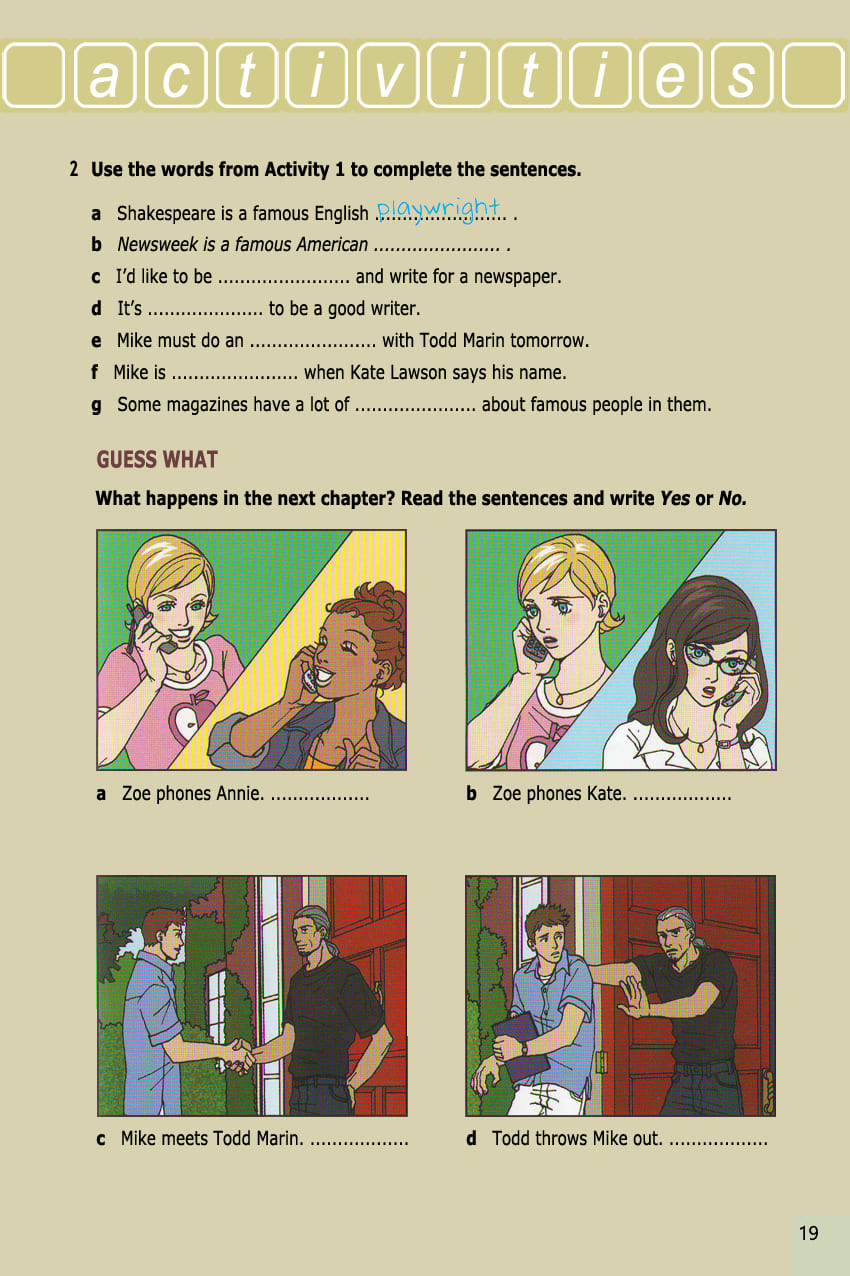 activities
2 Use the words from Activity 1 to complete the sentences.
a Shakespeare is a famous English playwright .
b Newsweek is a famous American ....................... .
c I'd like to be ........................ and write for a newspaper.
d It's ..................... to be a good writer.
e Mike must do an ....................... with Todd Marin tomorrow.
f Mike is ....................... when Kate Lawson says his name.
g Some magazines have a lot of ...................... about famous people in them.
GUESS WHAT
What happens in the next chapter? Read the sentences and write Yes or No.
a Zoe phones Annie. ..................
b Zoe phones Kate. ..................
c Mike meets Todd Marin. ..................
d Todd throws Mike out. ..................
19